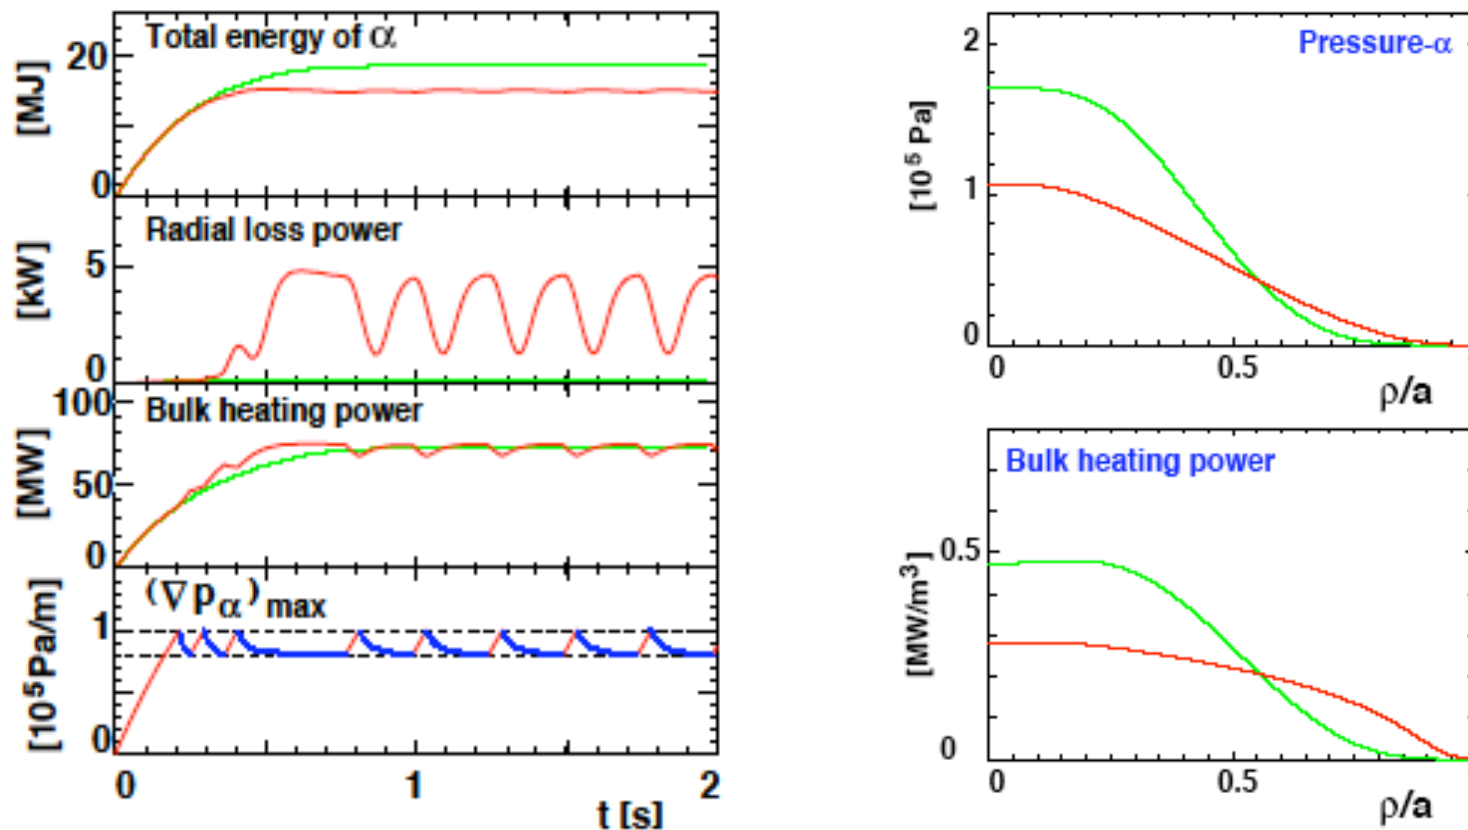 Total energy of α
20
[MJ]
0
Radial loss power
5
[kW]
0
100
Bulk heating power
[MW]
50
0
(∇pα)max
1
[10⁵Pa/m]
0
0 1 2
t [s]
2
Pressure-α
[10⁵ Pa]
1
0
0 0.5
ρ/a
Bulk heating power
0.5
[MW/m³]
0
0 0.5
ρ/a